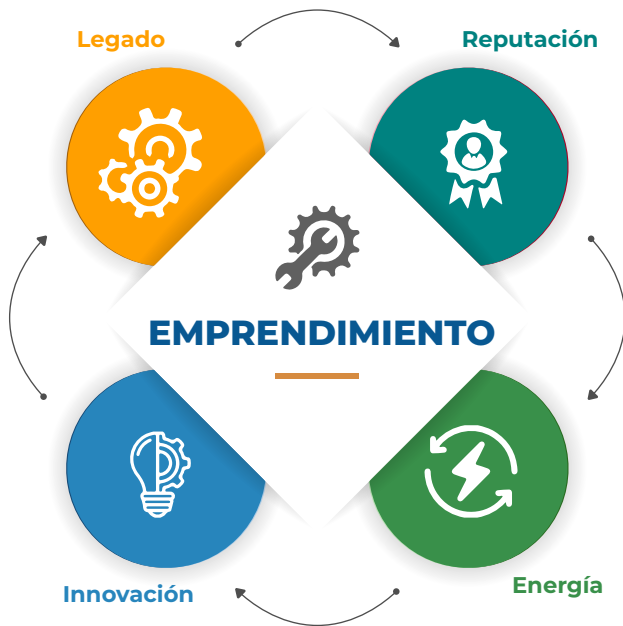 Legado
Reputación
EMPRENDIMIENTO
Innovación
Energía